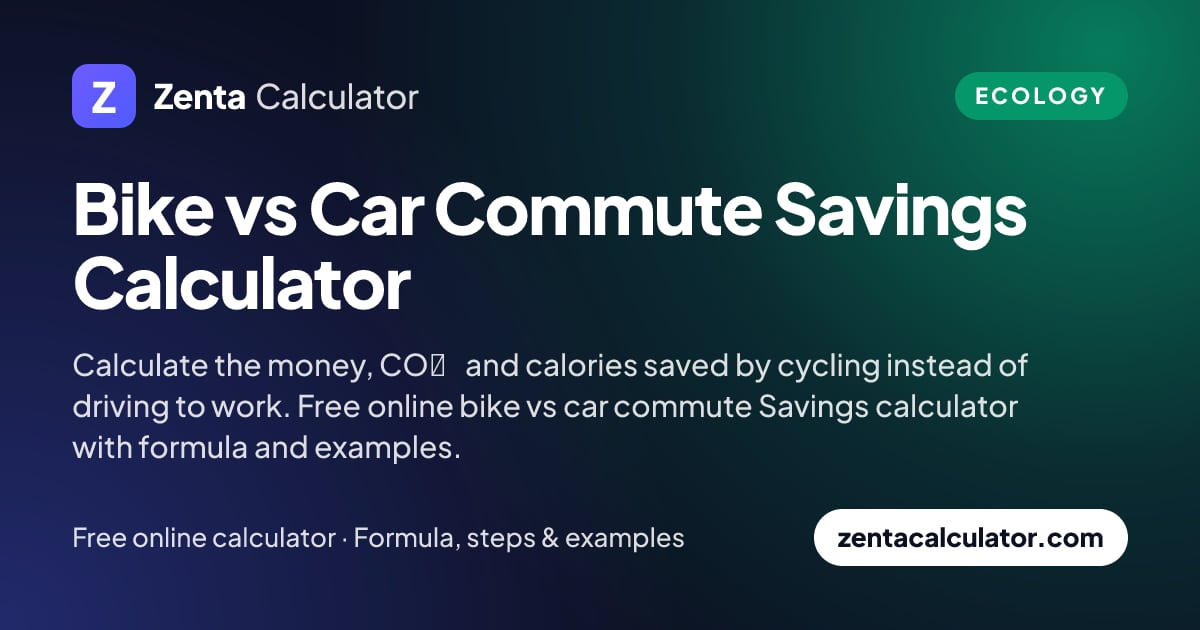 Z Zenta Calculator
ECOLOGY
Bike vs Car Commute Savings
Calculator
Calculate the money, CO▯ and calories saved by cycling instead of
driving to work. Free online bike vs car commute Savings calculator
with formula and examples.
Free online calculator · Formula, steps & examples
zentacalculator.com